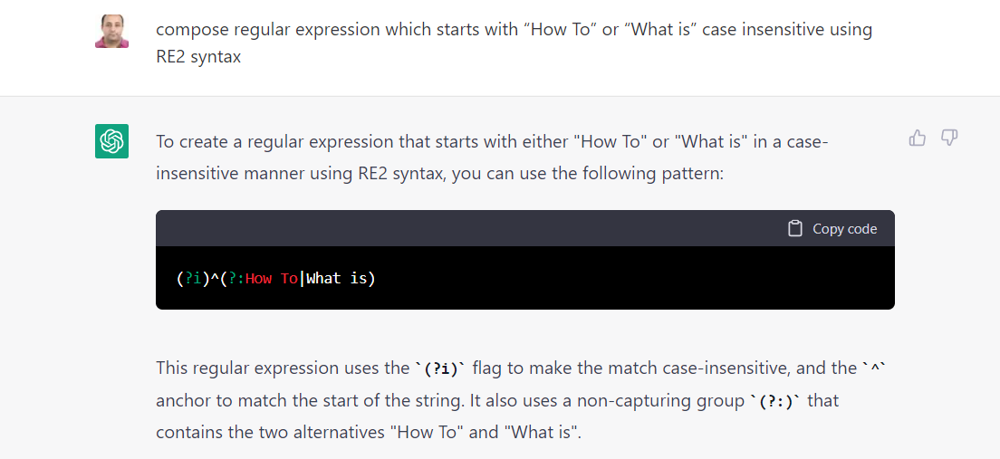 compose regular expression which starts with “How To” or “What is” case insensitive using
RE2 syntax
To create a regular expression that starts with either "How To" or "What is" in a case-
insensitive manner using RE2 syntax, you can use the following pattern:
Copy code
(?i)^(?:How To|What is)
This regular expression uses the `(?i)` flag to make the match case-insensitive, and the `^`
anchor to match the start of the string. It also uses a non-capturing group `(?:)` that
contains the two alternatives "How To" and "What is".